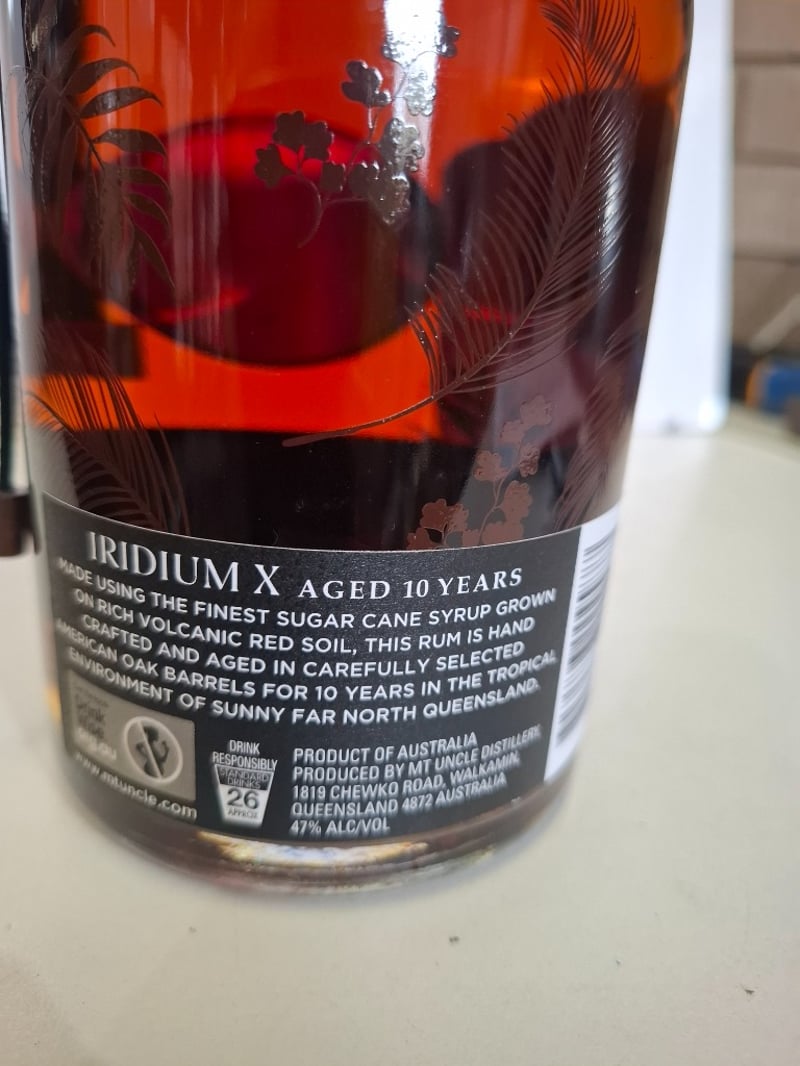 IRIDIUM X AGED 10 YEARS
MADE USING THE FINEST SUGAR CANE SYRUP GROWN
ON RICH VOLCANIC RED SOIL, THIS RUM IS HAND
CRAFTED AND AGED IN CAREFULLY SELECTED
AMERICAN OAK BARRELS FOR 10 YEARS IN THE TROPICAL
ENVIRONMENT OF SUNNY FAR NORTH QUEENSLAND.
www.mtuncle.com
DRINK
RESPONSIBLY
STANDARD
DRINKS
26
APPROX
PRODUCT OF AUSTRALIA
PRODUCED BY MT UNCLE DISTILLERY,
1819 CHEWKO ROAD, WALKAMIN,
QUEENSLAND 4872 AUSTRALIA
47% ALC/VOL